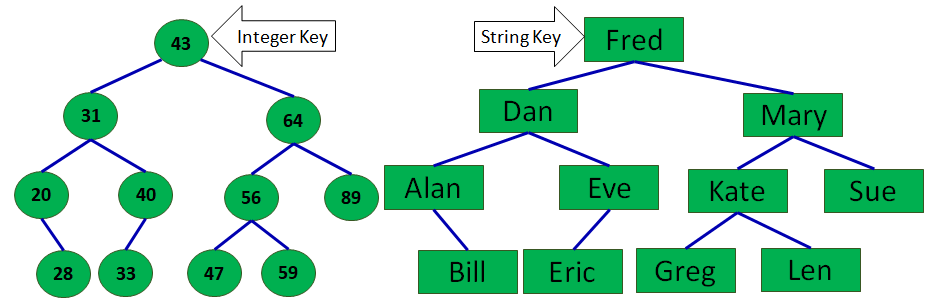 43
Integer Key
String Key
Fred
31
64
Dan
Mary
20
40
56
89
Alan
Eve
Kate
Sue
28
33
47
59
Bill
Eric
Greg
Len